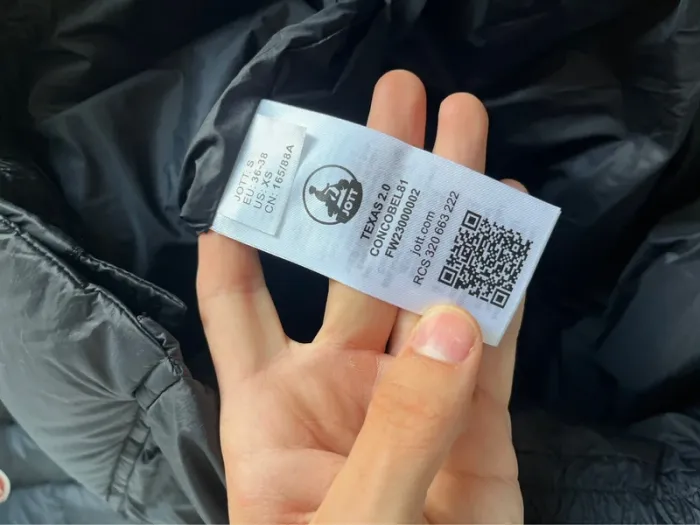 JOTT: S
EU: 36-38
US: XS
CN: 165/88A
JOTT
TEXAS 2.0
CONCOBEL81
FW23000002
jott.com
RCS 320 663 222